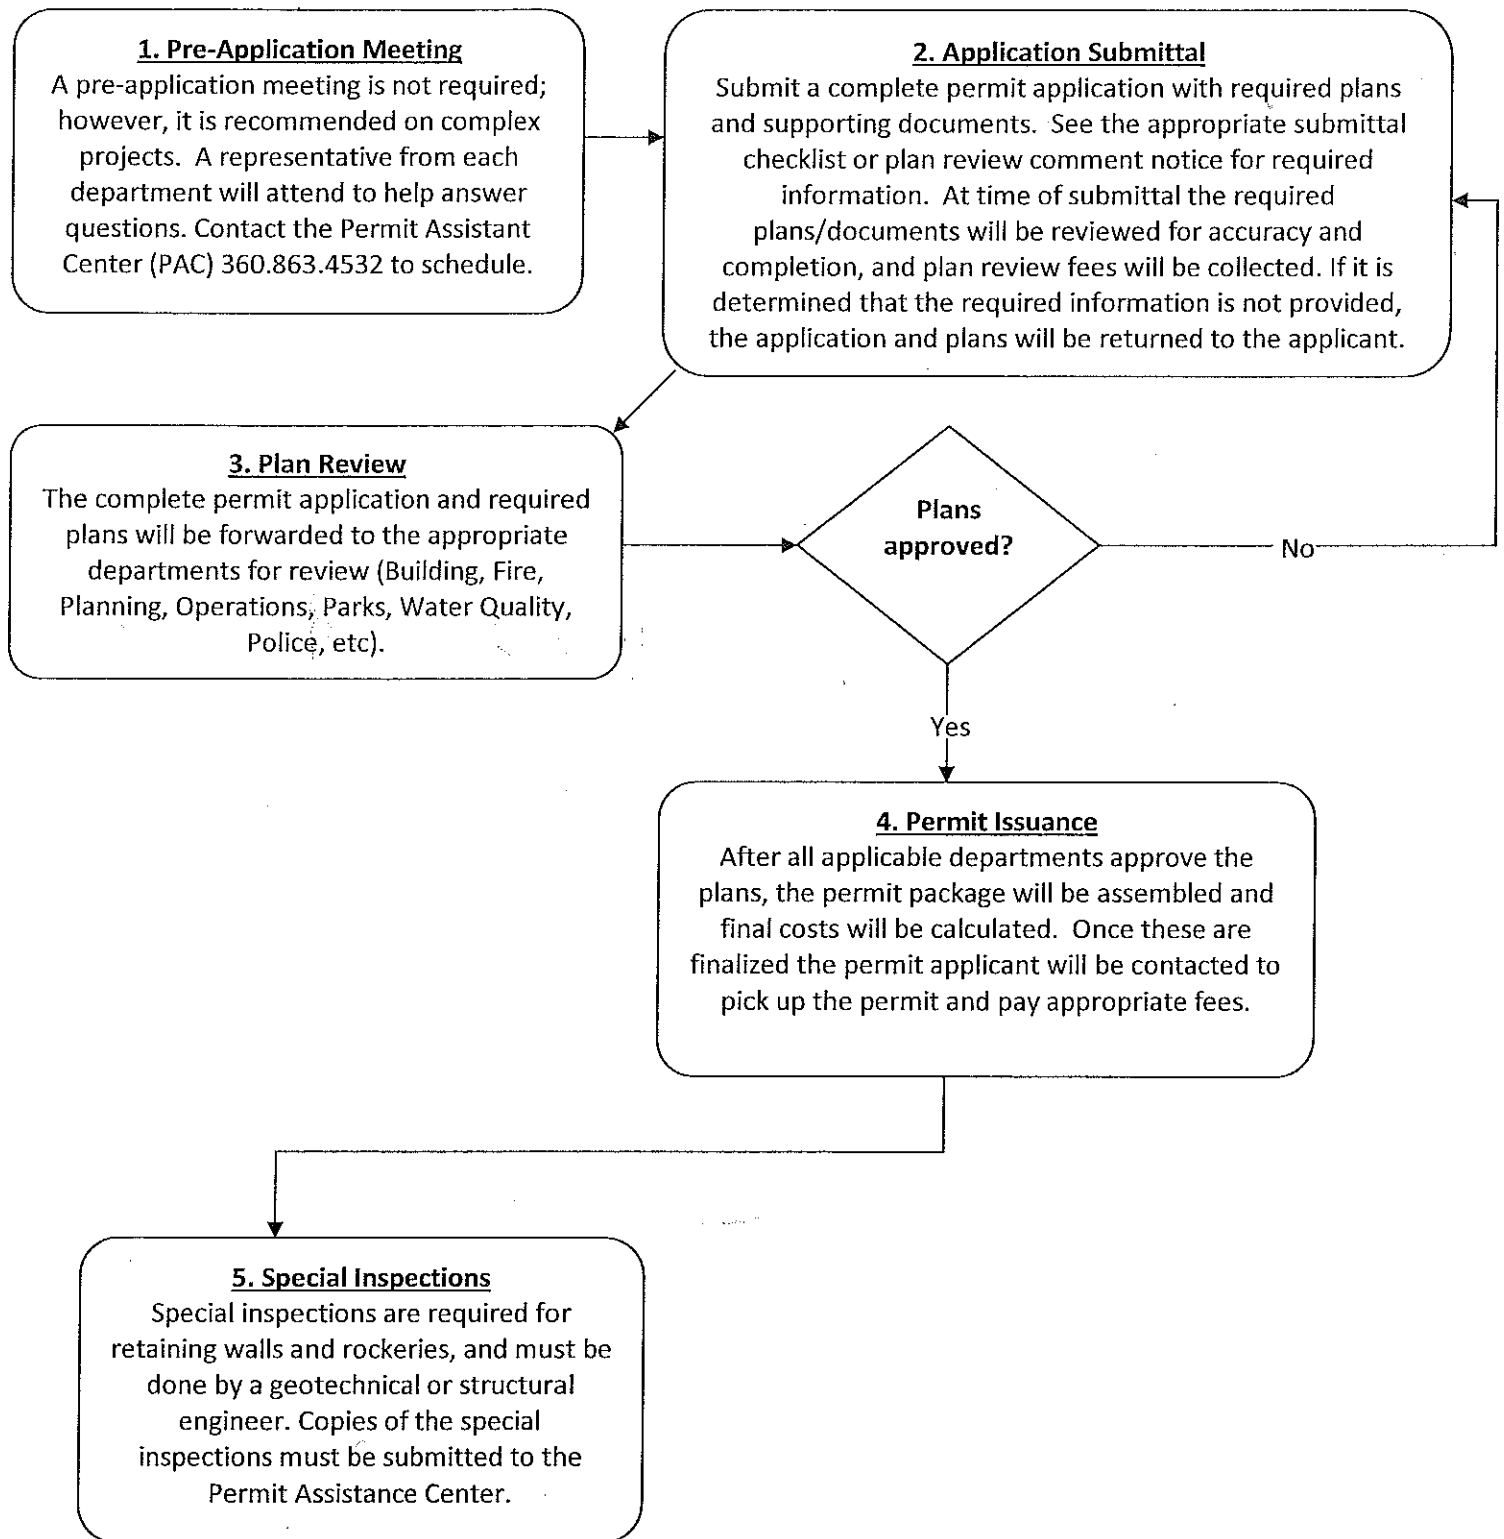 1. Pre-Application Meeting
A pre-application meeting is not required;
however, it is recommended on complex
projects.  A representative from each
department will attend to help answer
questions. Contact the Permit Assistant
Center (PAC) 360.863.4532 to schedule.
2. Application Submittal
Submit a complete permit application with required plans
and supporting documents.  See the appropriate submittal
checklist or plan review comment notice for required
information.  At time of submittal the required
plans/documents will be reviewed for accuracy and
completion, and plan review fees will be collected. If it is
determined that the required information is not provided,
the application and plans will be returned to the applicant.
3. Plan Review
The complete permit application and required
plans will be forwarded to the appropriate
departments for review (Building, Fire,
Planning, Operations, Parks, Water Quality,
Police, etc).
Plans
approved?
No
Yes
4. Permit Issuance
After all applicable departments approve the
plans, the permit package will be assembled and
final costs will be calculated.  Once these are
finalized the permit applicant will be contacted to
pick up the permit and pay appropriate fees.
5. Special Inspections
Special inspections are required for
retaining walls and rockeries, and must be
done by a geotechnical or structural
engineer. Copies of the special
inspections must be submitted to the
Permit Assistance Center.